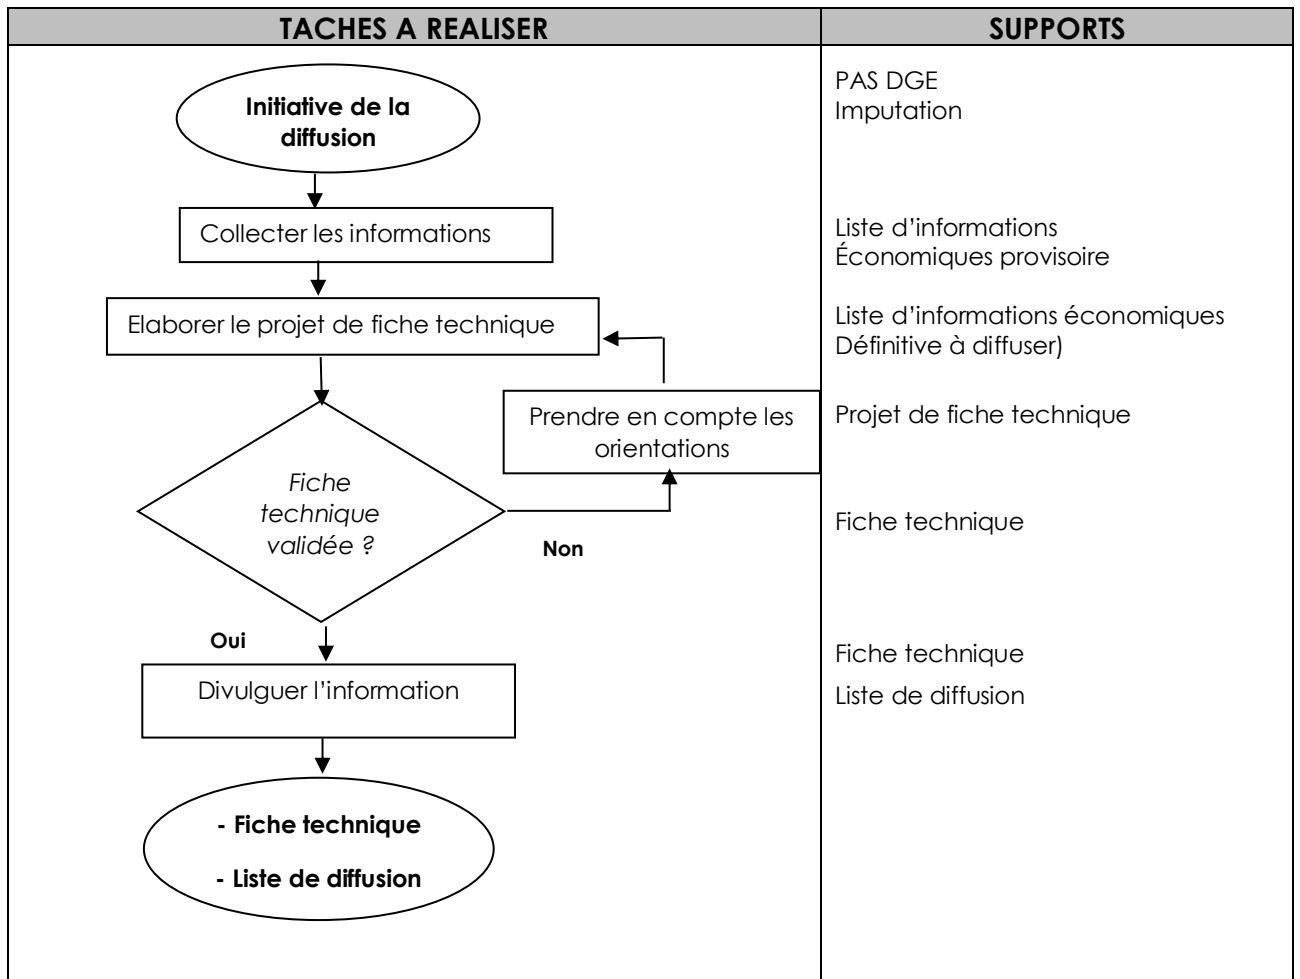 TACHES A REALISER
SUPPORTS
Initiative de la
diffusion
PAS DGE
Imputation
Collecter les informations
Liste d’informations
Économiques provisoire
Elaborer le projet de fiche technique
Liste d’informations économiques
Définitive à diffuser)
Prendre en compte les
orientations
Projet de fiche technique
Fiche
technique
validée ?
Non
Fiche technique
Oui
Divulguer l’information
Fiche technique
Liste de diffusion
- Fiche technique
- Liste de diffusion